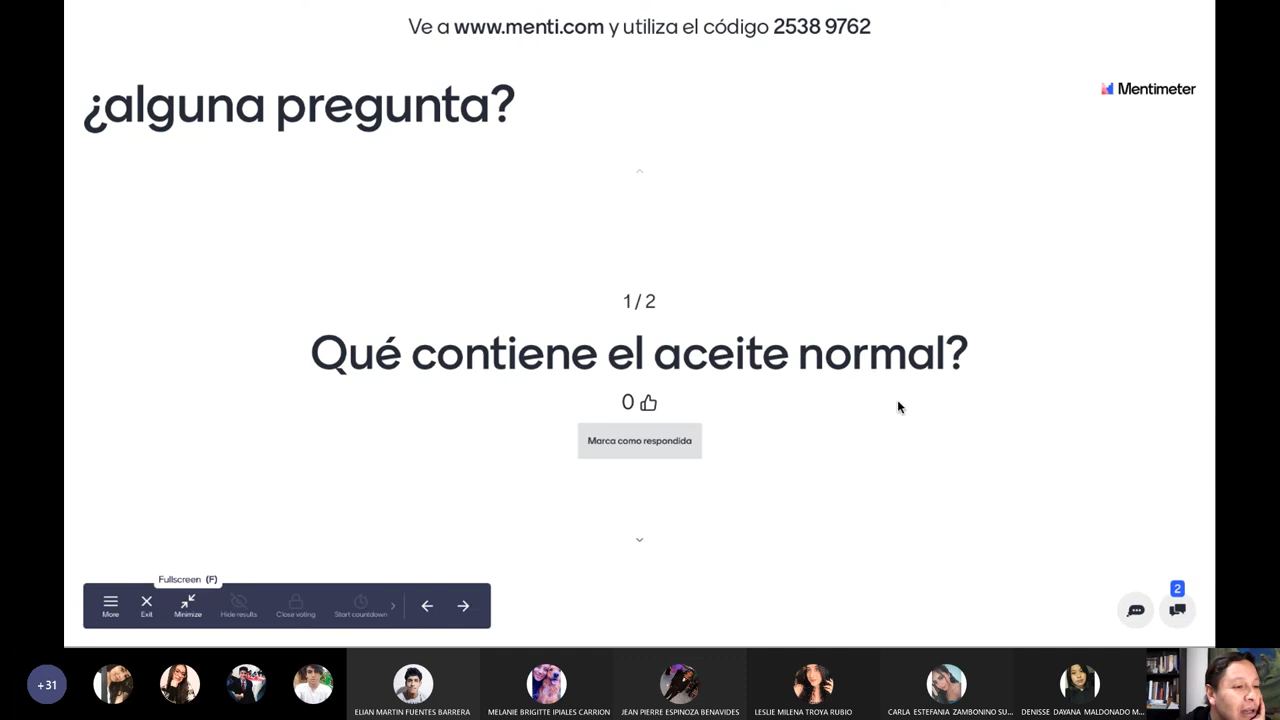 Ve a www.menti.com y utiliza el código 2538 9762
¿alguna pregunta?
Mentimeter
1 / 2
Qué contiene el aceite normal?
0
Marca como respondida
Fullscreen (F)
More
Exit
Minimize
Hide results
Close voting
Start countdown
2
+31
ELIAN MARTIN FUENTES BARRERA
MELANIE BRIGITTE IPIALES CARRION
JEAN PIERRE ESPINOZA BENAVIDES
LESLIE MILENA TROYA RUBIO
CARLA ESTEFANIA ZAMBONINO SU...
DENISSE DAYANA MALDONADO M...